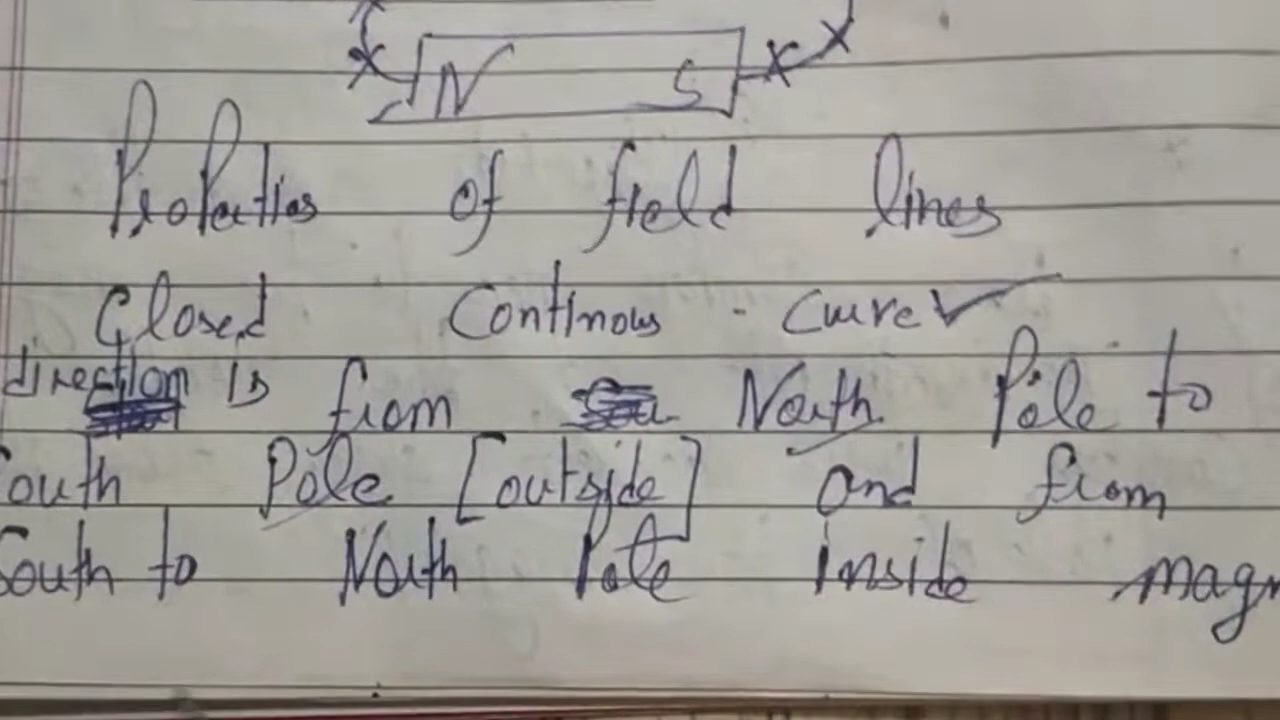 N S
Properties of field lines
Closed Continous curve
direction is from North Pole to
South Pole [outside] and from
South to North Pole inside magn